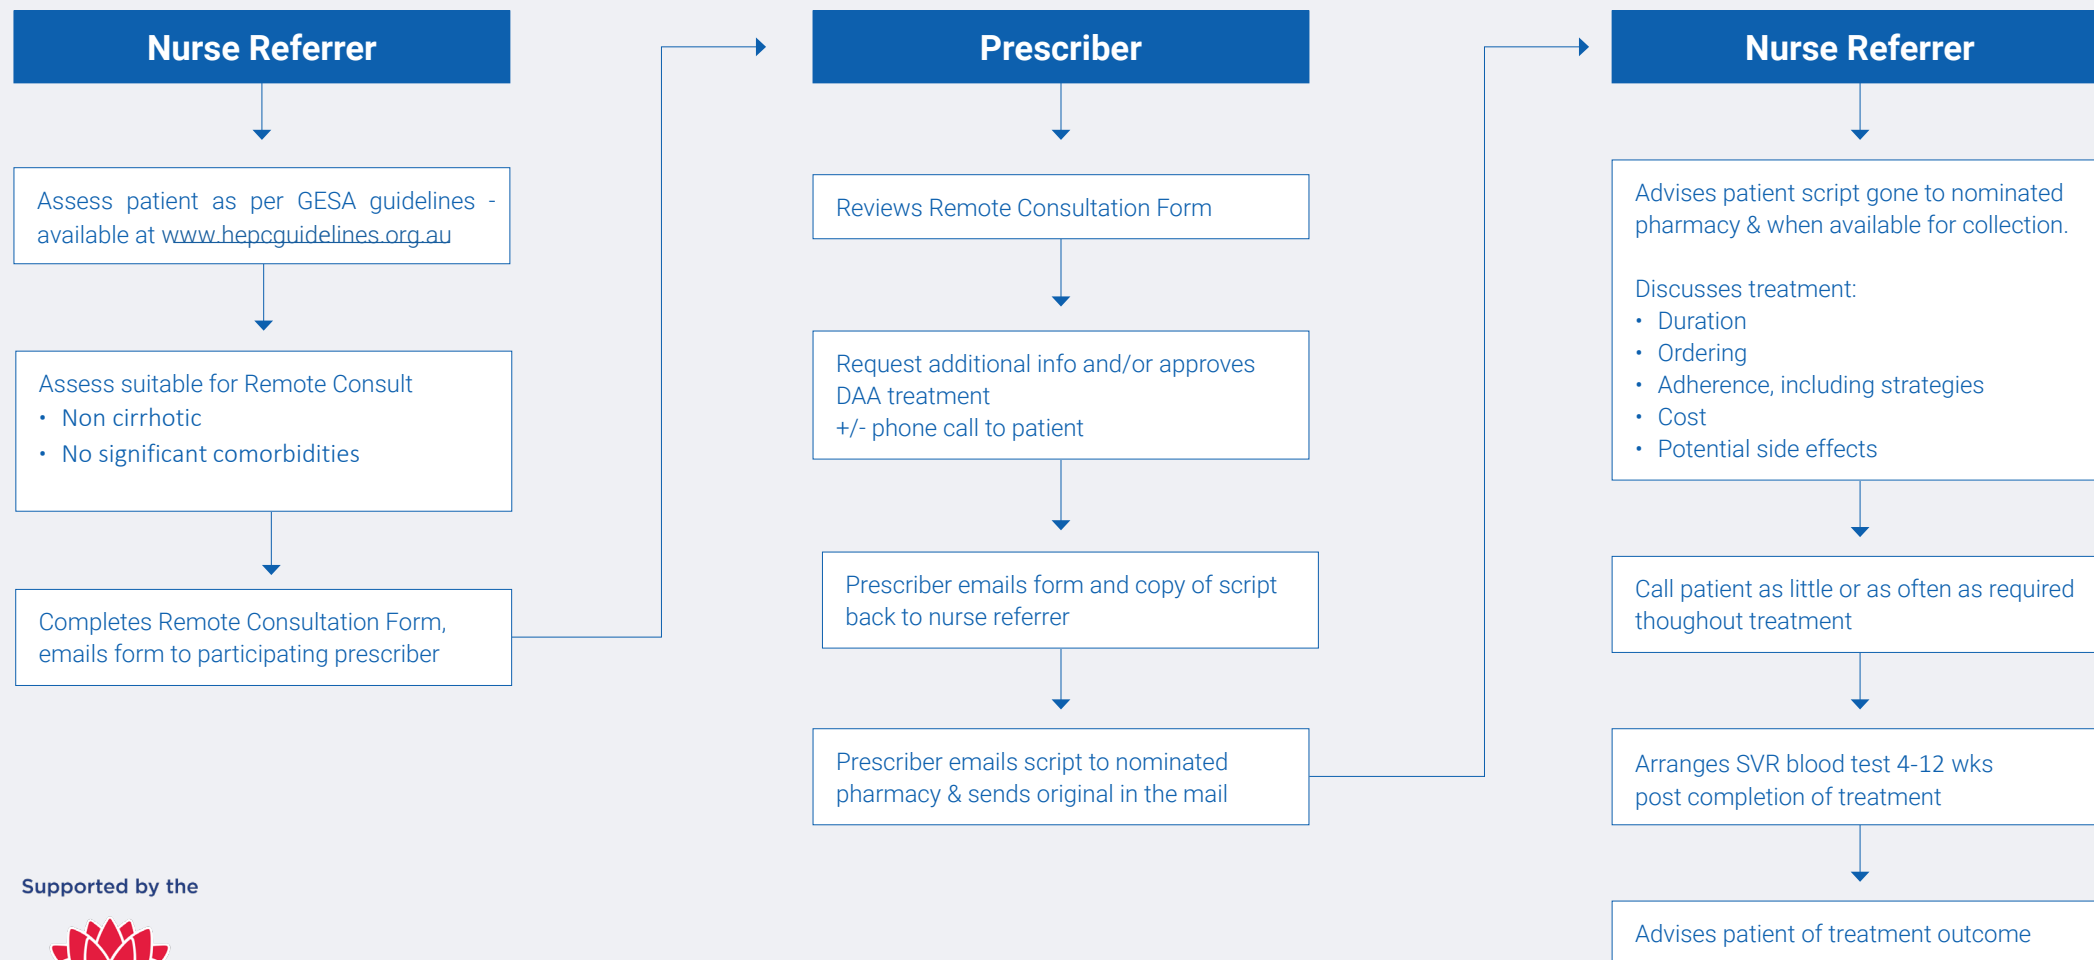 Nurse Referrer
Assess patient as per GESA guidelines -
available at www.hepcguidelines.org.au
Assess suitable for Remote Consult
• Non cirrhotic
• No significant comorbidities
Completes Remote Consultation Form,
emails form to participating prescriber
Supported by the
Prescriber
Reviews Remote Consultation Form
Request additional info and/or approves
DAA treatment
+/- phone call to patient
Prescriber emails form and copy of script
back to nurse referrer
Prescriber emails script to nominated
pharmacy & sends original in the mail
Nurse Referrer
Advises patient script gone to nominated
pharmacy & when available for collection.
Discusses treatment:
• Duration
• Ordering
• Adherence, including strategies
• Cost
• Potential side effects
Call patient as little or as often as required
thoughout treatment
Arranges SVR blood test 4-12 wks
post completion of treatment
Advises patient of treatment outcome